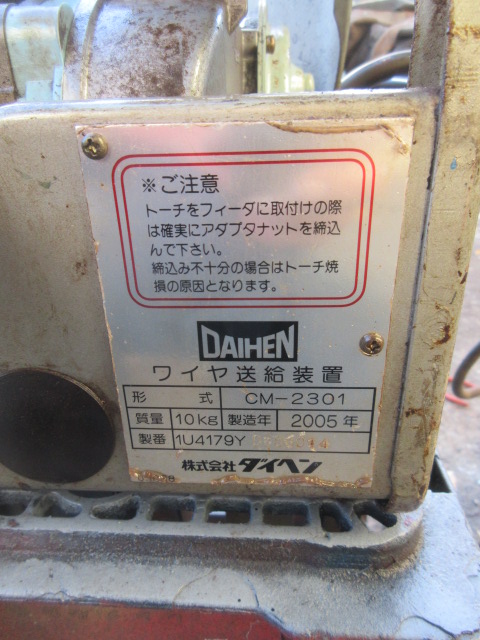 ※ご注意
トーチをフィーダに取付けの際
は確実にアダプタナットを締込
んで下さい。
締込み不十分の場合はトーチ焼
損の原因となります。
DAIHEN
ワイヤ送給装置
形式 CM-2301
質量 10kg 製造年 2005年
製番 1U4179Y
株式会社 ダイヘン